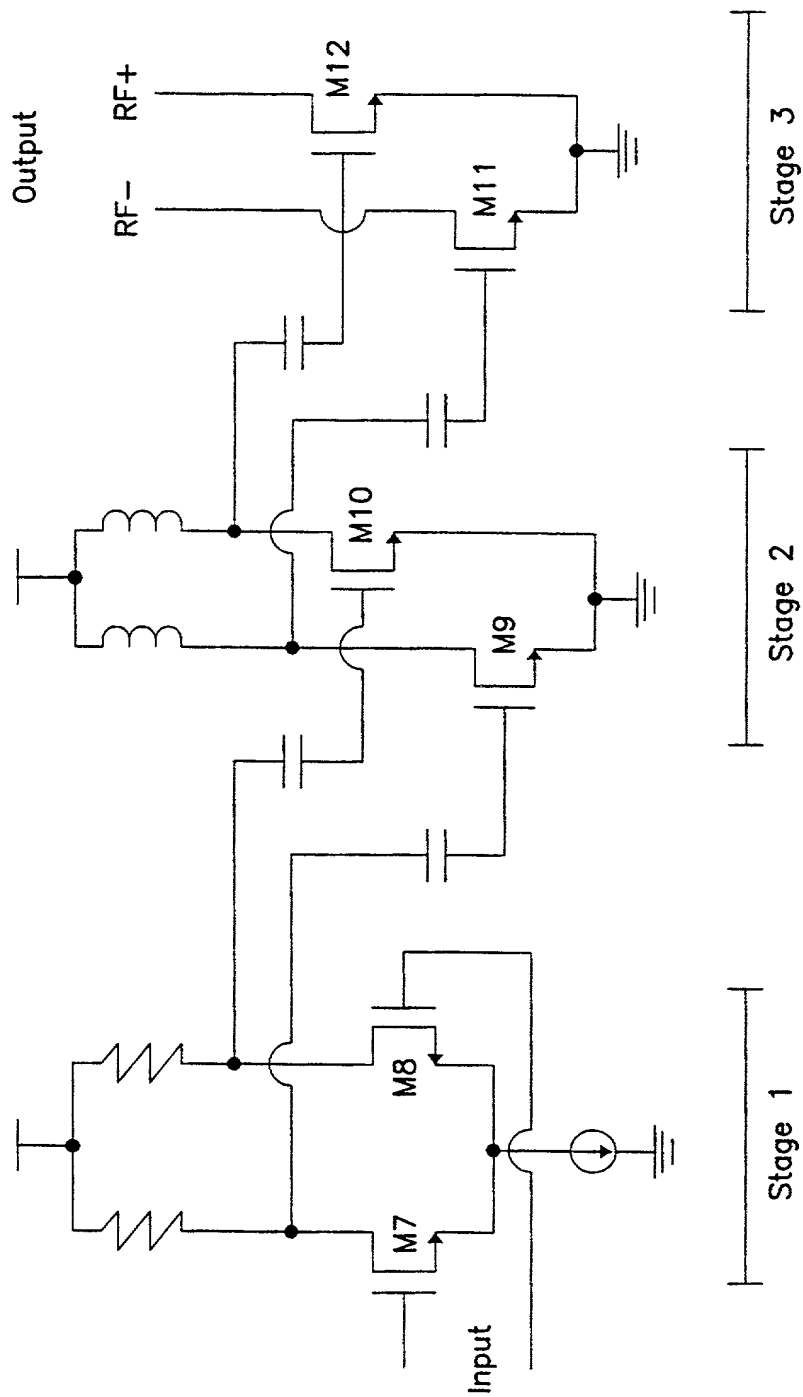 Output
RF−
RF+
M12
M11
M10
M9
M8
M7
Input
Stage 1
Stage 2
Stage 3